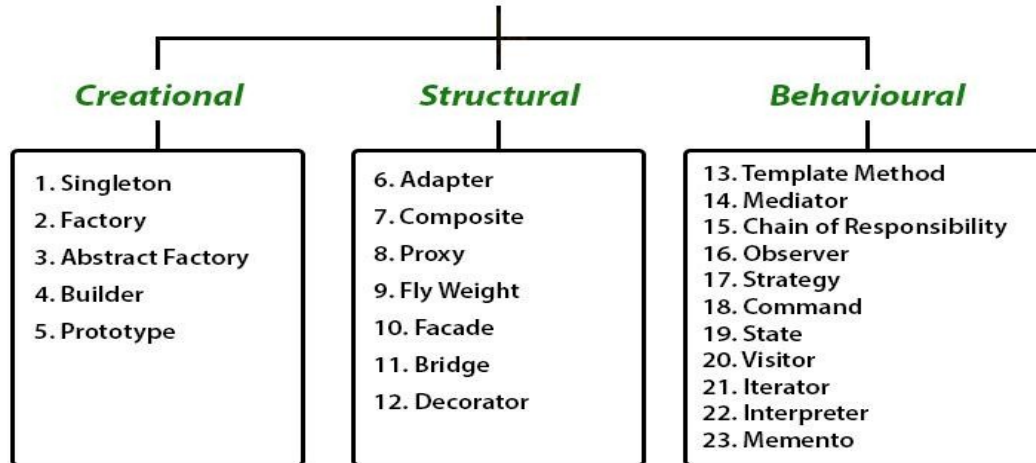 Creational
1. Singleton
2. Factory
3. Abstract Factory
4. Builder
5. Prototype
Structural
6. Adapter
7. Composite
8. Proxy
9. Fly Weight
10. Facade
11. Bridge
12. Decorator
Behavioural
13. Template Method
14. Mediator
15. Chain of Responsibility
16. Observer
17. Strategy
18. Command
19. State
20. Visitor
21. Iterator
22. Interpreter
23. Memento